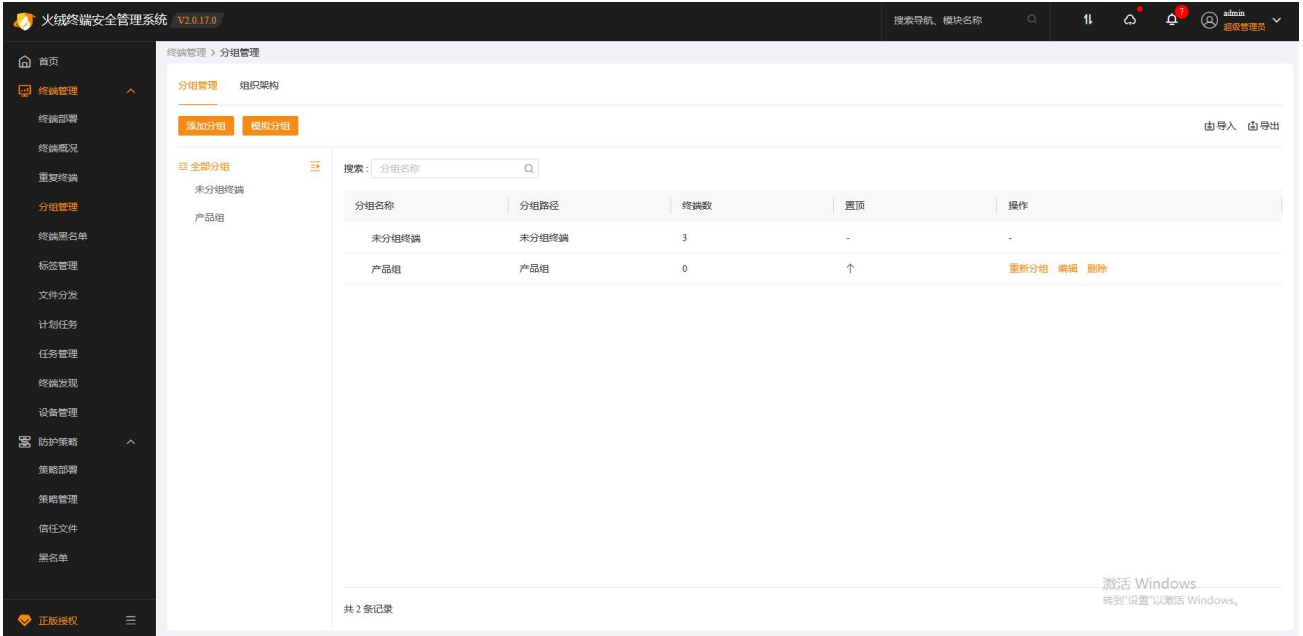 火绒终端安全管理系统 V2.0.17.0
搜索导航、模块名称
7
admin
超级管理员
首页
终端管理
终端部署
终端概况
重复终端
分组管理
终端黑名单
标签管理
文件分发
计划任务
任务管理
终端发现
设备管理
防护策略
策略部署
策略管理
信任文件
黑名单
正版授权
终端管理 > 分组管理
分组管理 组织架构
添加分组 模拟分组 导入 导出
全部分组
未分组终端
产品组
搜索: 分组名称
分组名称 分组路径 终端数 置顶 操作
未分组终端 未分组终端 3 - -
产品组 产品组 0 ↑ 重新分组 编辑 删除
共 2 条记录
激活 Windows
转到"设置"以激活 Windows。